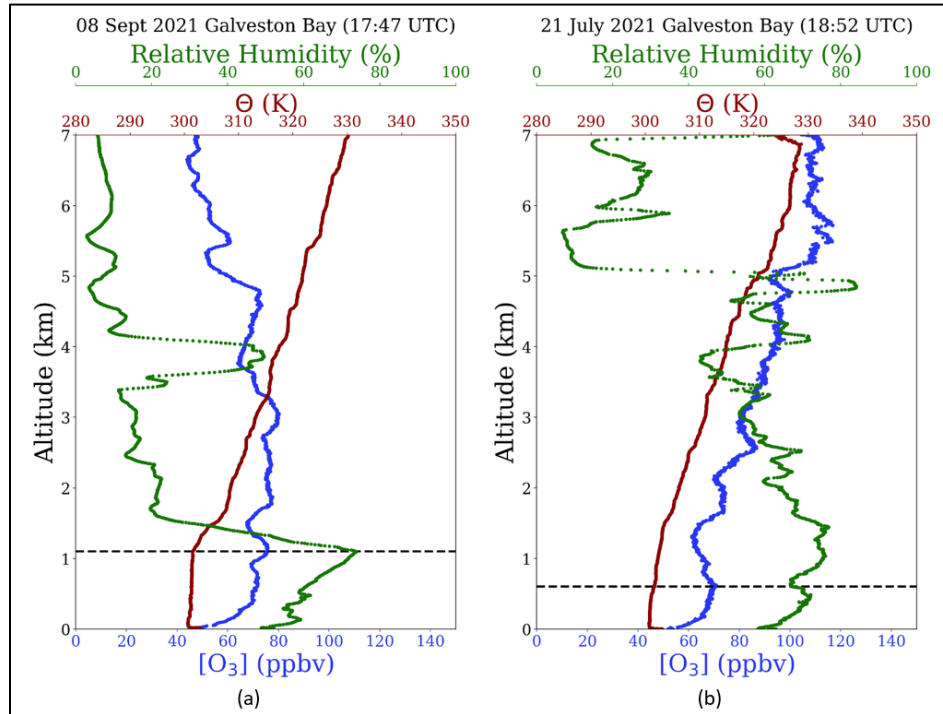 08 Sept 2021 Galveston Bay (17:47 UTC)
Relative Humidity (%)
0 20 40 60 80 100
Θ (K)
280 290 300 310 320 330 340 350
7
6
5
4
3
2
1
0
Altitude (km)
0 20 40 60 80 100 120 140
[O₃] (ppbv)
(a)
21 July 2021 Galveston Bay (18:52 UTC)
Relative Humidity (%)
0 20 40 60 80 100
Θ (K)
280 290 300 310 320 330 340 350
7
6
5
4
3
2
1
0
Altitude (km)
0 20 40 60 80 100 120 140
[O₃] (ppbv)
(b)